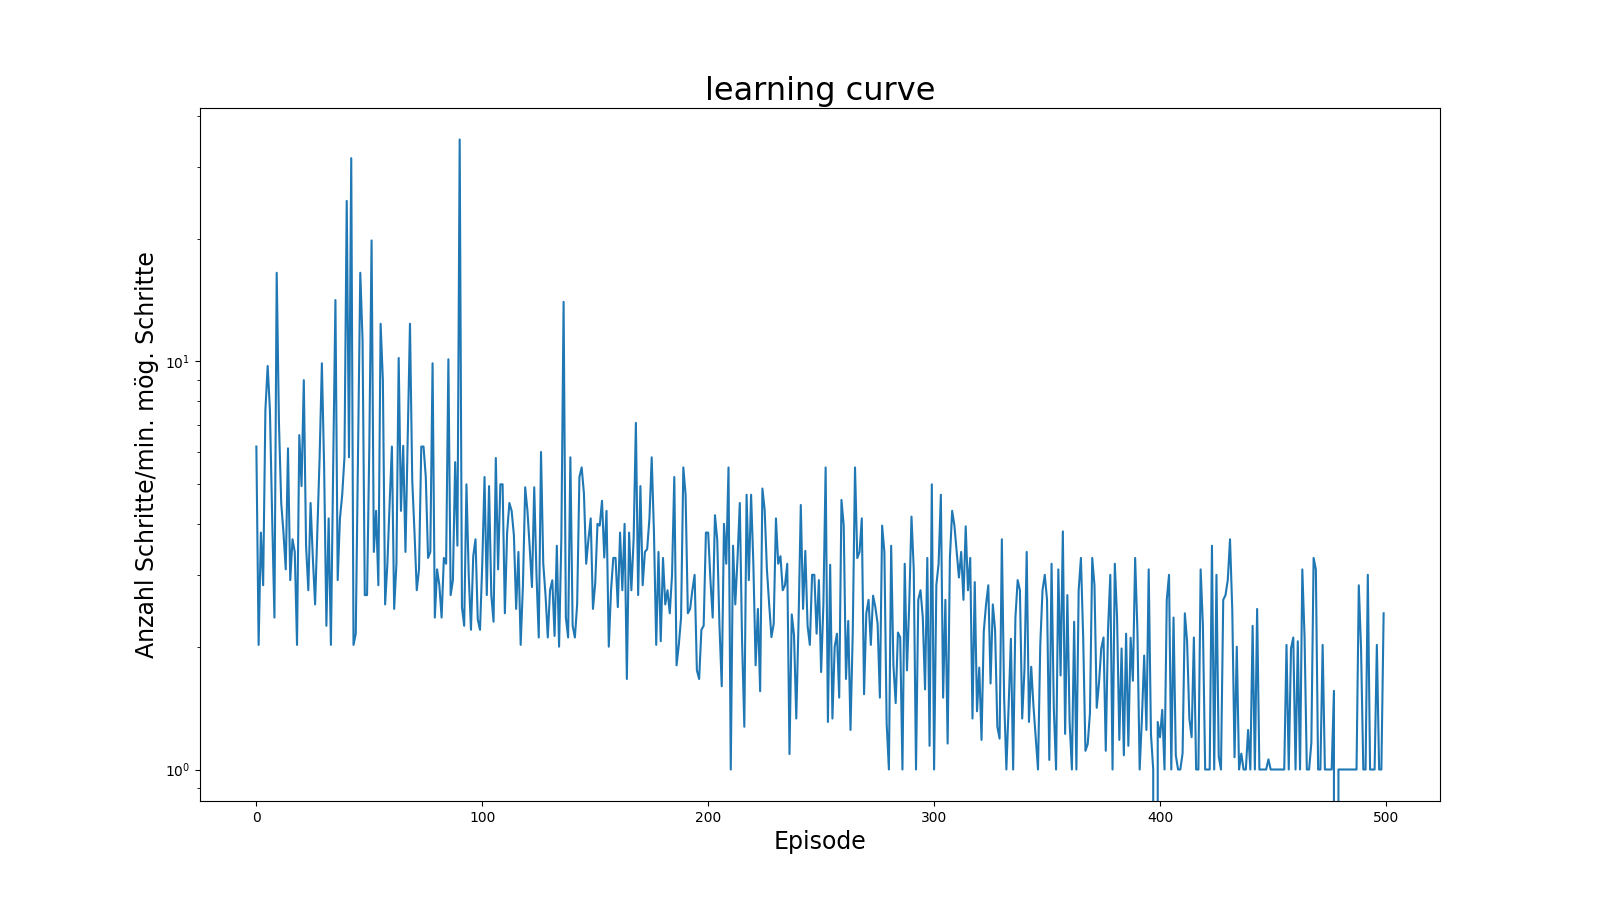 learning curve
Anzahl Schritte/min. mög. Schritte
10¹
10⁰
0 100 200 300 400 500
Episode